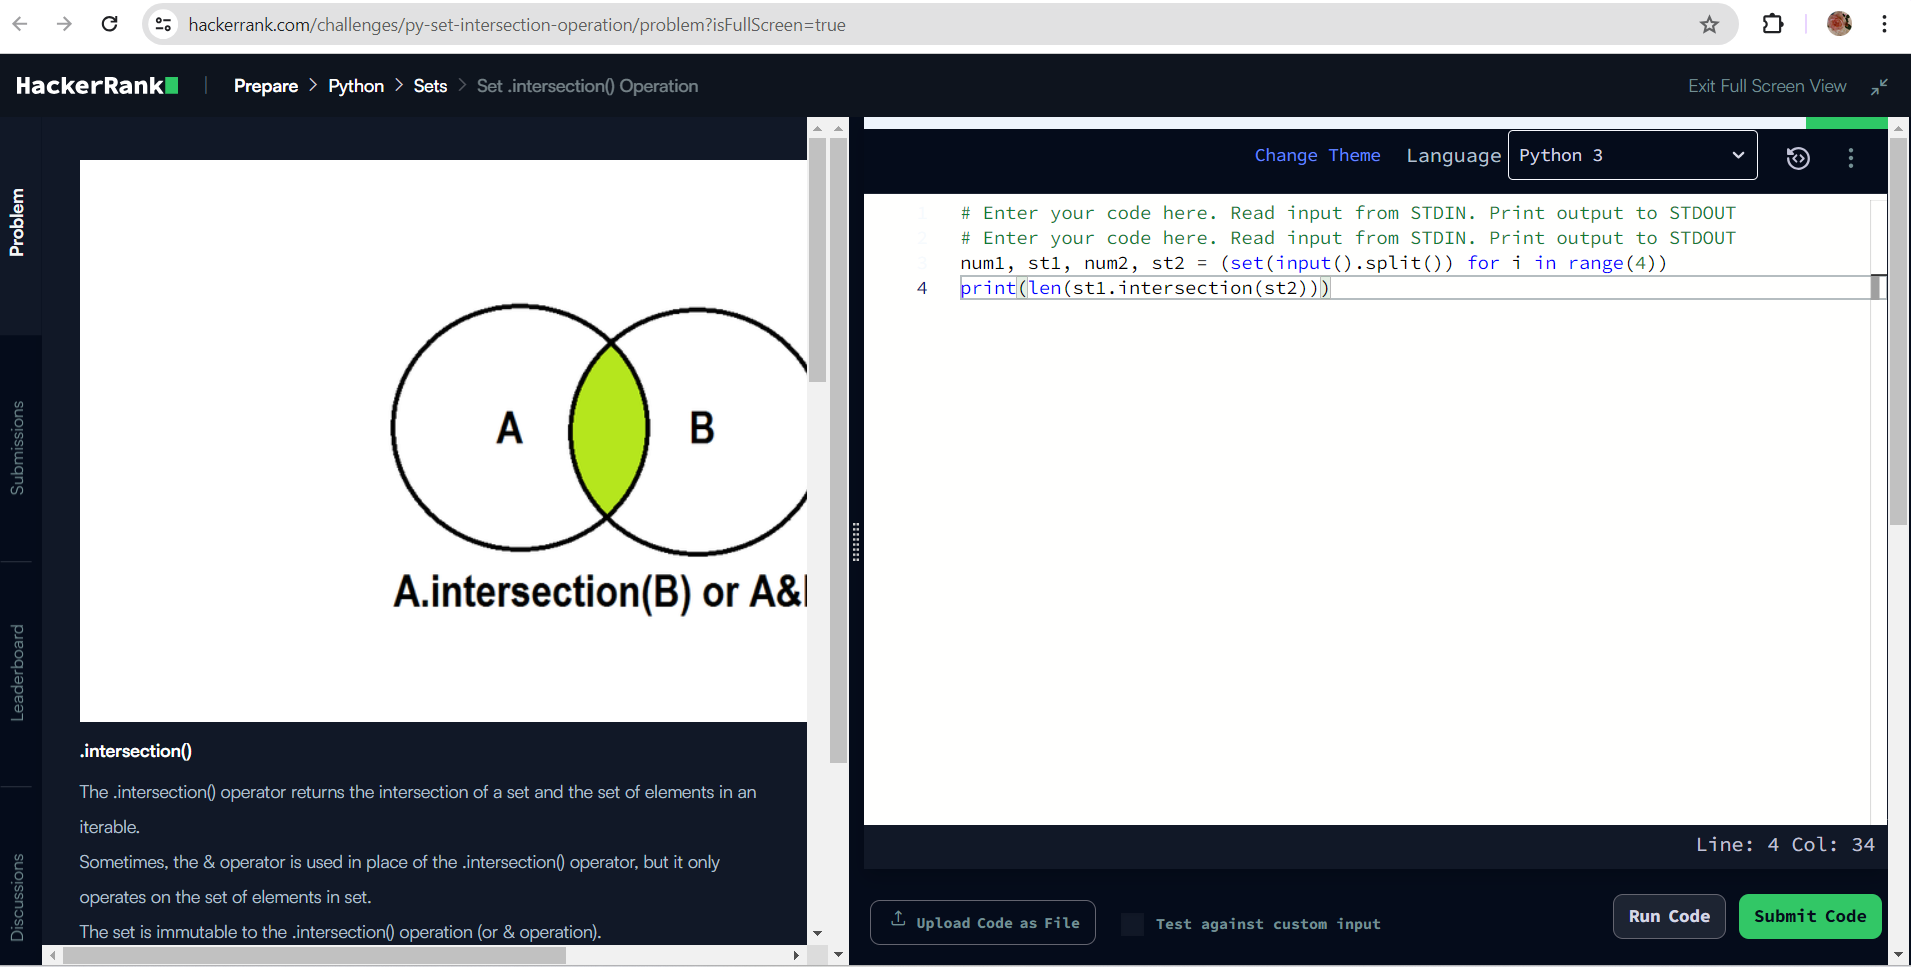 hackerrank.com/challenges/py-set-intersection-operation/problem?isFullScreen=true
HackerRank
Prepare > Python > Sets > Set .intersection() Operation
Exit Full Screen View
Problem
Submissions
Leaderboard
Discussions
A
B
A.intersection(B) or A&
.intersection()
The .intersection() operator returns the intersection of a set and the set of elements in an
iterable.
Sometimes, the & operator is used in place of the .intersection() operator, but it only
operates on the set of elements in set.
The set is immutable to the .intersection() operation (or & operation).
Change Theme
Language
Python 3
1 # Enter your code here. Read input from STDIN. Print output to STDOUT
2 # Enter your code here. Read input from STDIN. Print output to STDOUT
3 num1, st1, num2, st2 = (set(input().split()) for i in range(4))
4 print(len(st1.intersection(st2)))
Line: 4 Col: 34
Upload Code as File
Test against custom input
Run Code
Submit Code